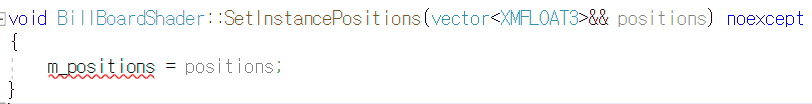 void BillBoardShader::SetInstancePositions(vector<XMFLOAT3>&& positions) noexcept
{
m_positions = positions;
}